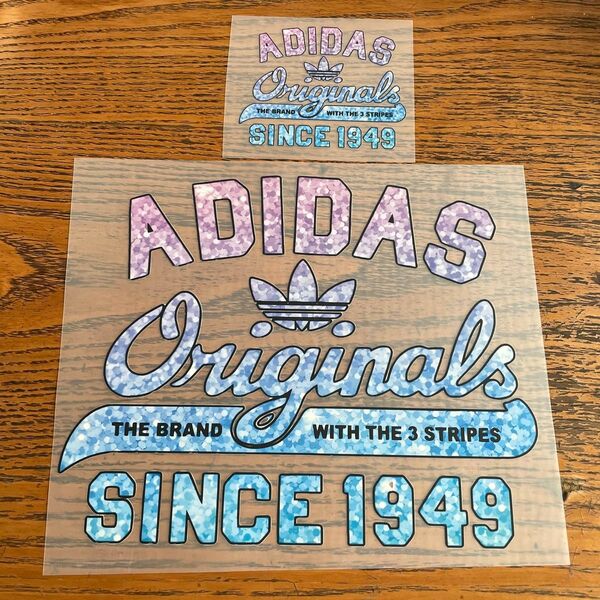 ADIDAS
Originals
THE BRAND WITH THE 3 STRIPES
SINCE 1949
ADIDAS
Originals
THE BRAND WITH THE 3 STRIPES
SINCE 1949